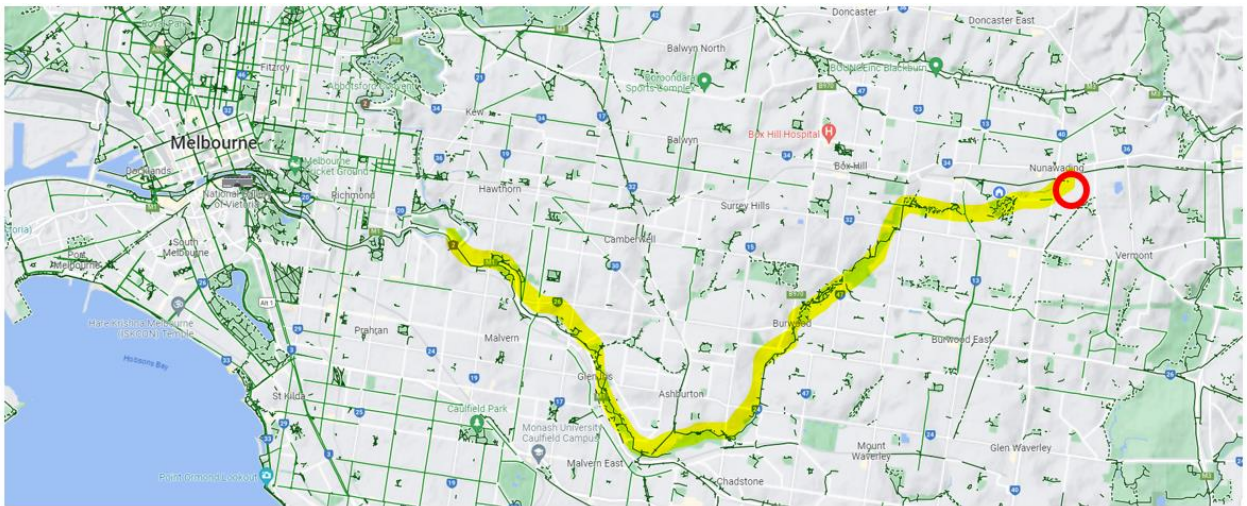 Doncaster
Doncaster East
Balwyn North
Fitzroy
Boroondara
Sports Complex
Abbotsford Convent
Kew
Balwyn
Box Hill Hospital
Box Hill
Melbourne
Docklands
Melbourne
Cricket Ground
Richmond
Hawthorn
Surrey Hills
Nunawading
Camberwell
Vermont
South
Melbourne
Port
Melbourne
Hare Krishna Melbourne
(ISKCON) Temple
Hobsons Bay
Prahran
Malvern
Burwood
Burwood East
Glen Iris
Ashburton
St Kilda
Caulfield Park
Monash University
Caulfield Campus
Malvern East
Mount
Waverley
Glen Waverley
Point Ormond Lookout
Chadstone